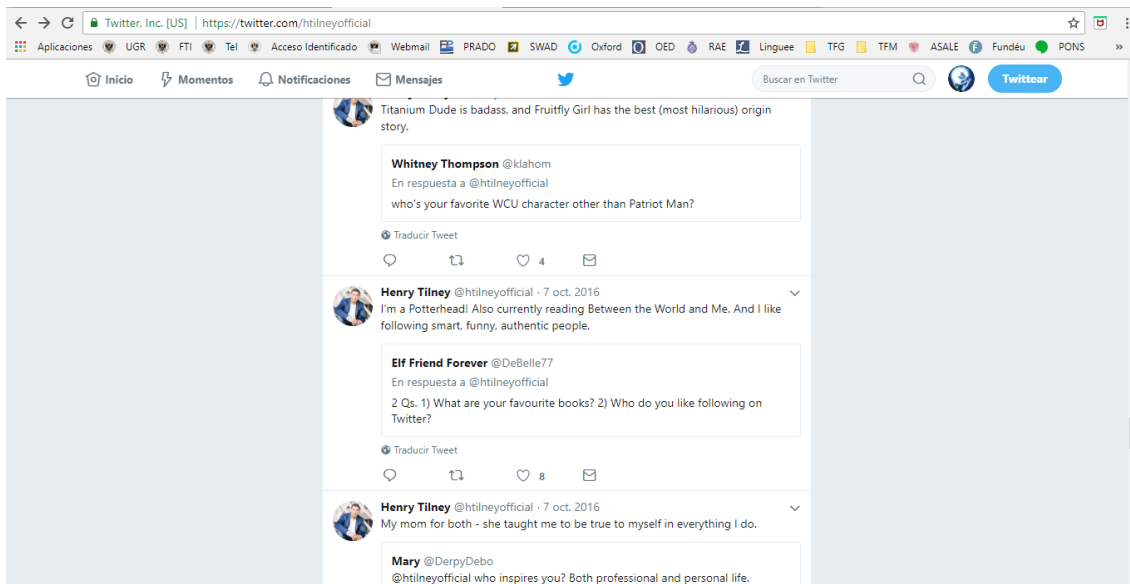 Twitter, Inc. [US] | https://twitter.com/htilneyofficial
Aplicaciones UGR FTI Tel Acceso Identificado Webmail PRADO SWAD Oxford OED RAE Linguee TFG TFM ASALE Fundéu PONS »
Inicio Momentos Notificaciones Mensajes Buscar en Twitter Twittear
Titanium Dude is badass, and Fruitfly Girl has the best (most hilarious) origin
story.
Whitney Thompson @klahom
En respuesta a @htilneyofficial
who's your favorite WCU character other than Patriot Man?
Traducir Tweet
4
Henry Tilney @htilneyofficial · 7 oct. 2016
I'm a Potterhead! Also currently reading Between the World and Me. And I like
following smart, funny, authentic people.
Elf Friend Forever @DeBelle77
En respuesta a @htilneyofficial
2 Qs. 1) What are your favourite books? 2) Who do you like following on
Twitter?
Traducir Tweet
8
Henry Tilney @htilneyofficial · 7 oct. 2016
My mom for both - she taught me to be true to myself in everything I do.
Mary @DerpyDebo
@htilneyofficial who inspires you? Both professional and personal life.